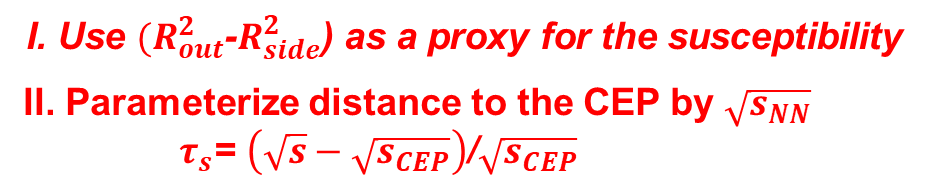 I. Use (R²out-R²side) as a proxy for the susceptibility
II. Parameterize distance to the CEP by √sNN
τs= (√s − √sCEP)/√sCEP